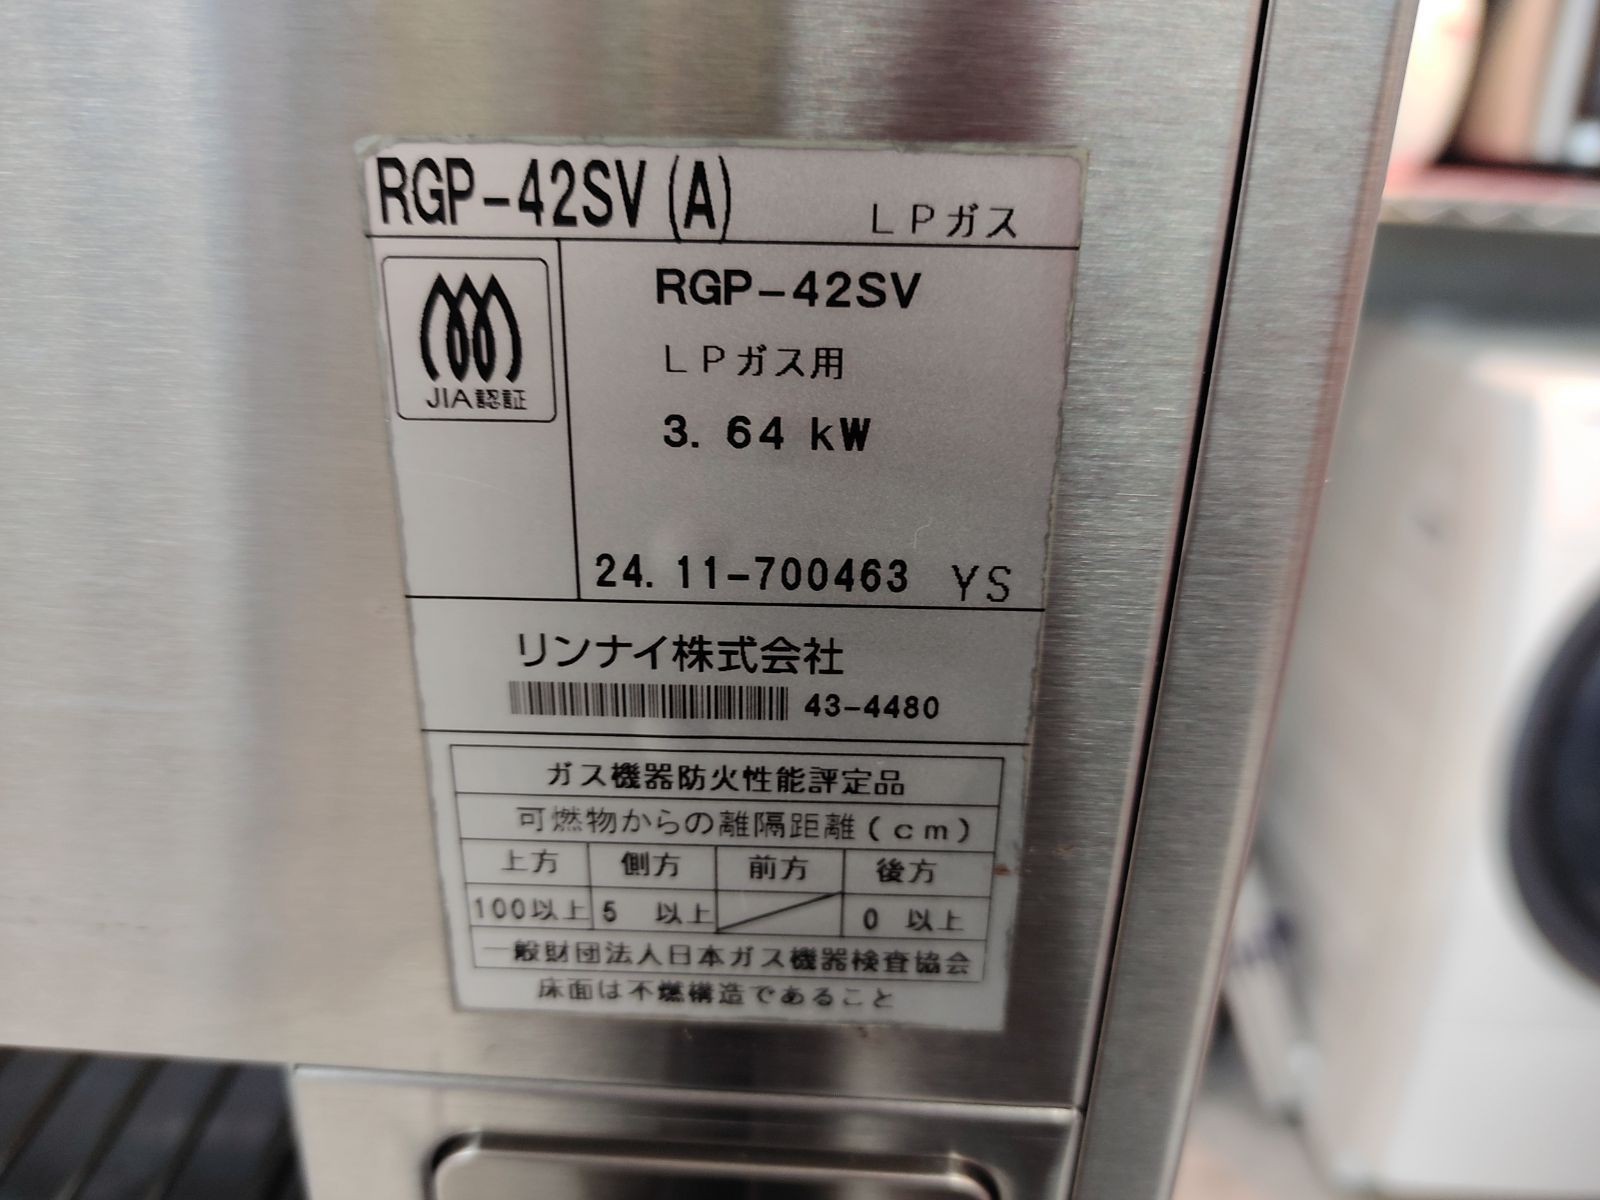 RGP-42SV(A) LPガス
RGP-42SV
LPガス用
3. 64 kW
JIA認証
24. 11-700463 YS
リンナイ株式会社
43-4480
ガス機器防火性能評定品
可燃物からの離隔距離(cm)
上方 側方 前方 後方
100以上 5 以上 0 以上
一般財団法人日本ガス機器検査協会
床面は不燃構造であること